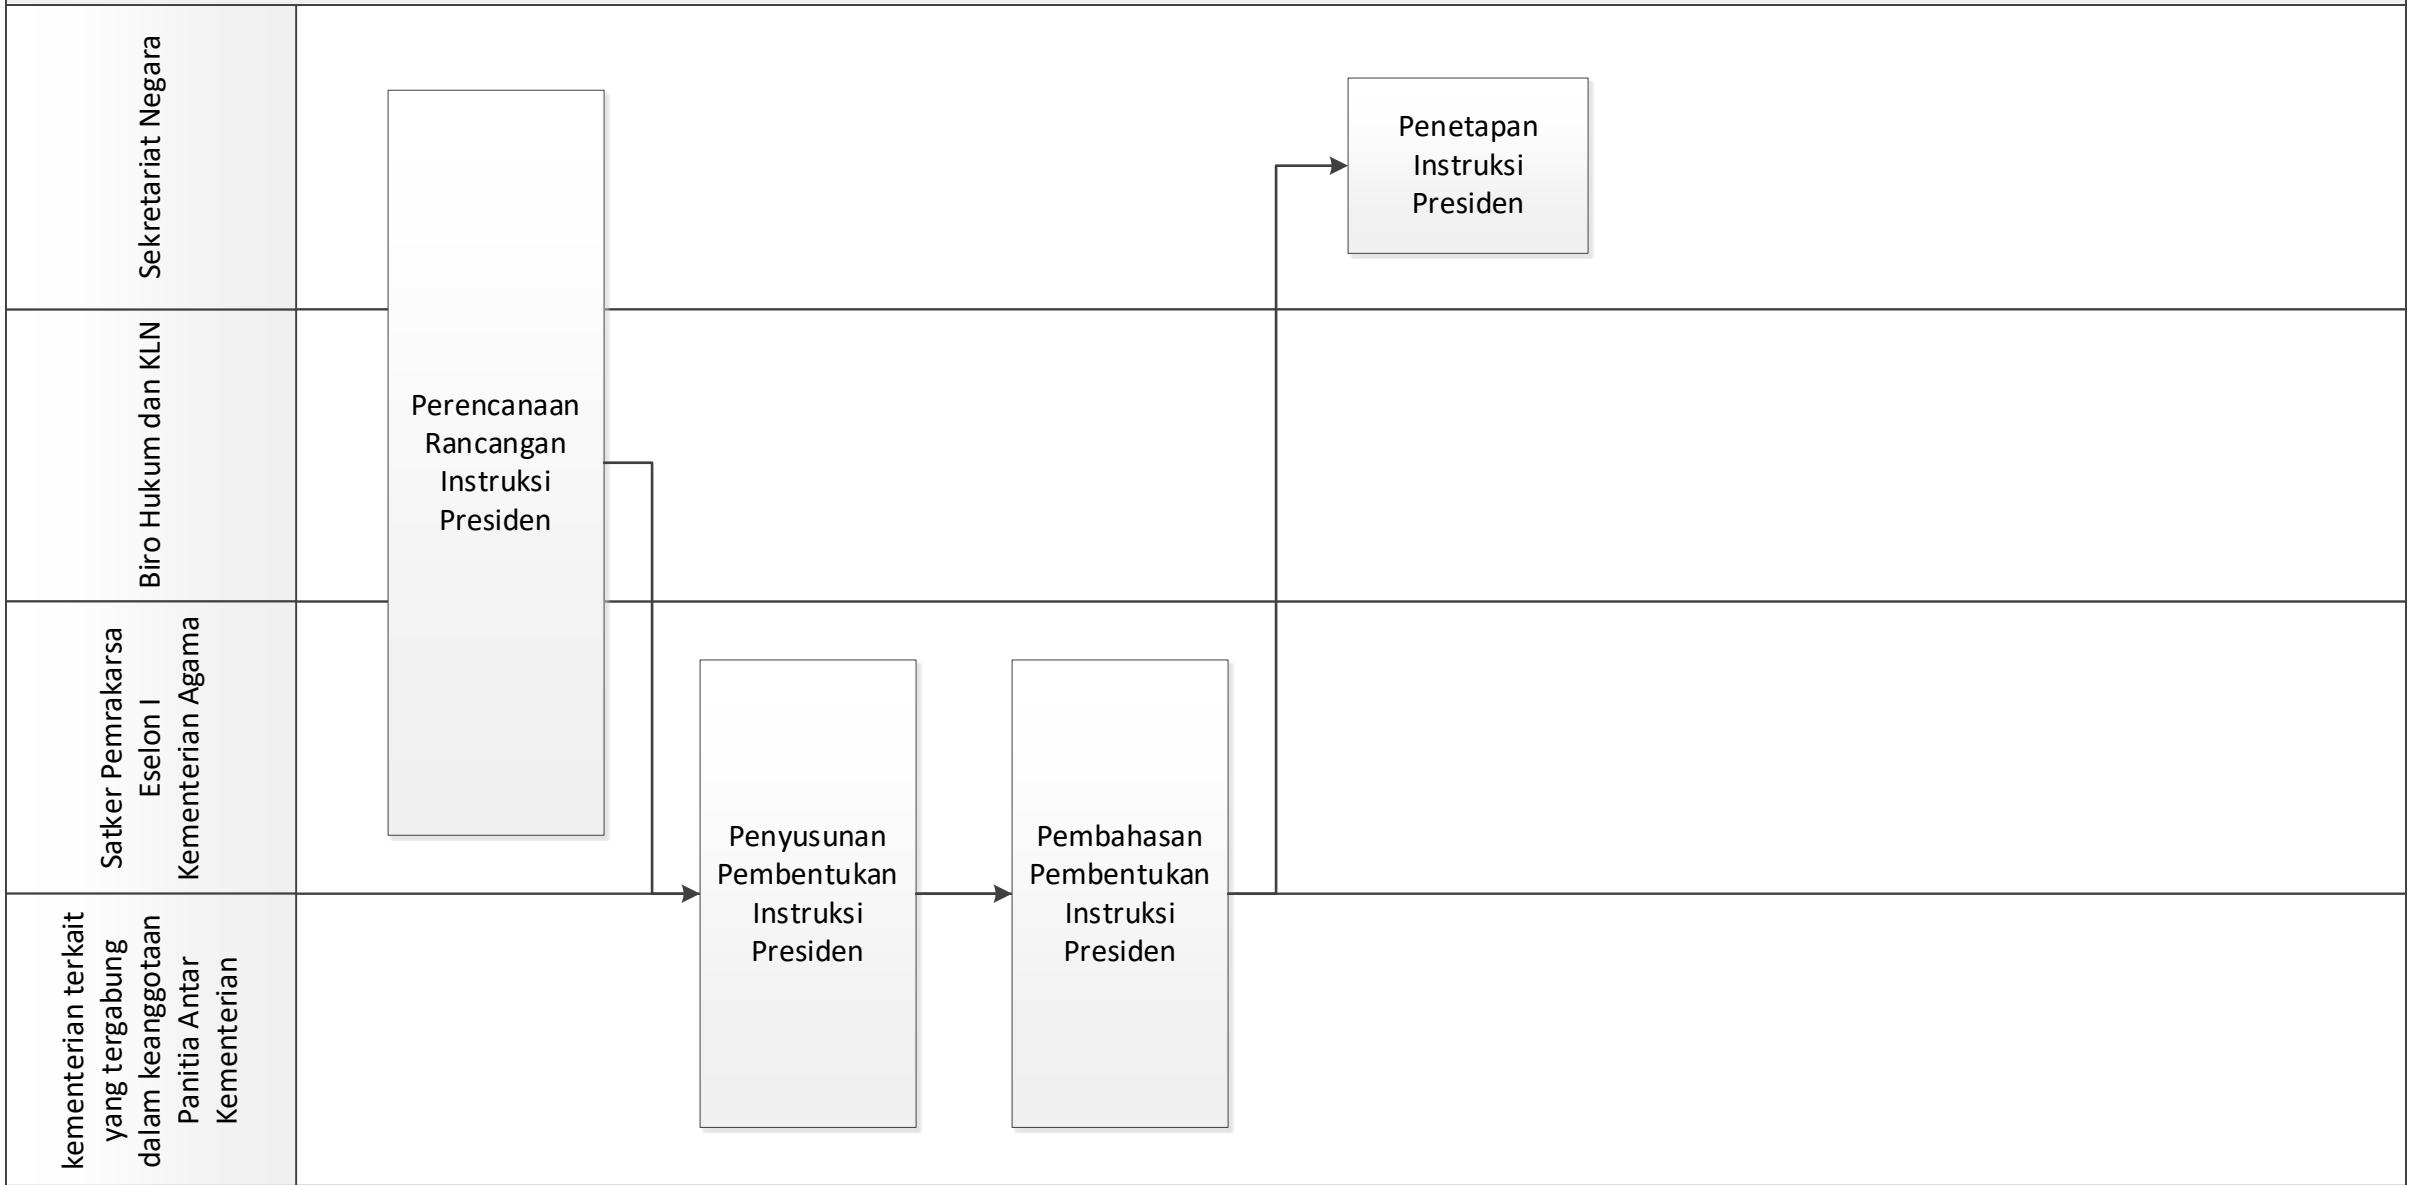 Sekretariat Negara
Penetapan
Instruksi
Presiden
Biro Hukum dan KLN
Perencanaan
Rancangan
Instruksi
Presiden
Satker Pemrakarsa
Eselon I
Kementerian Agama
Penyusunan
Pembentukan
Instruksi
Presiden
Pembahasan
Pembentukan
Instruksi
Presiden
kementerian terkait
yang tergabung
dalam keanggotaan
Panitia Antar
Kementerian